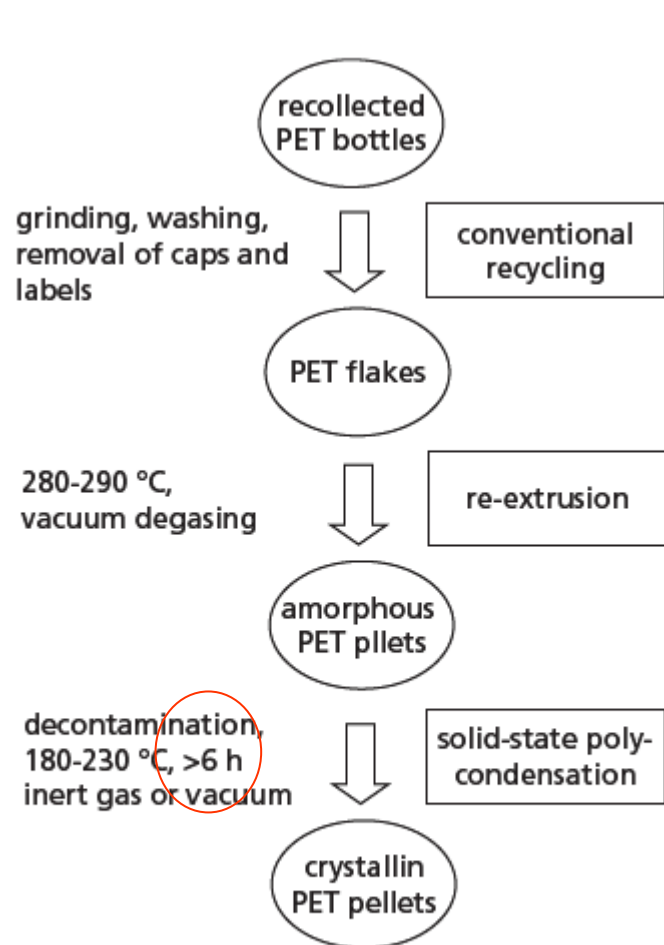 recollected
PET bottles
grinding, washing,
removal of caps and
labels
conventional
recycling
PET flakes
280-290 °C,
vacuum degasing
re-extrusion
amorphous
PET pllets
decontamination,
180-230 °C, >6 h
inert gas or vacuum
solid-state poly-
condensation
crystallin
PET pellets